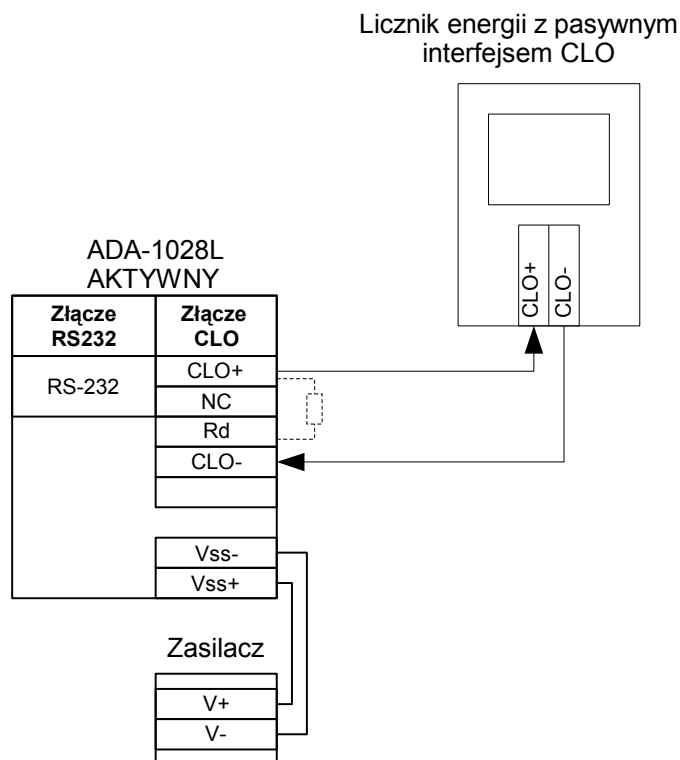 Licznik energii z pasywnym
interfejsem CLO
CLO+
CLO-
ADA-1028L
AKTYWNY
Złącze
RS232
Złącze
CLO
RS-232
CLO+
NC
Rd
CLO-
Vss-
Vss+
Zasilacz
V+
V-